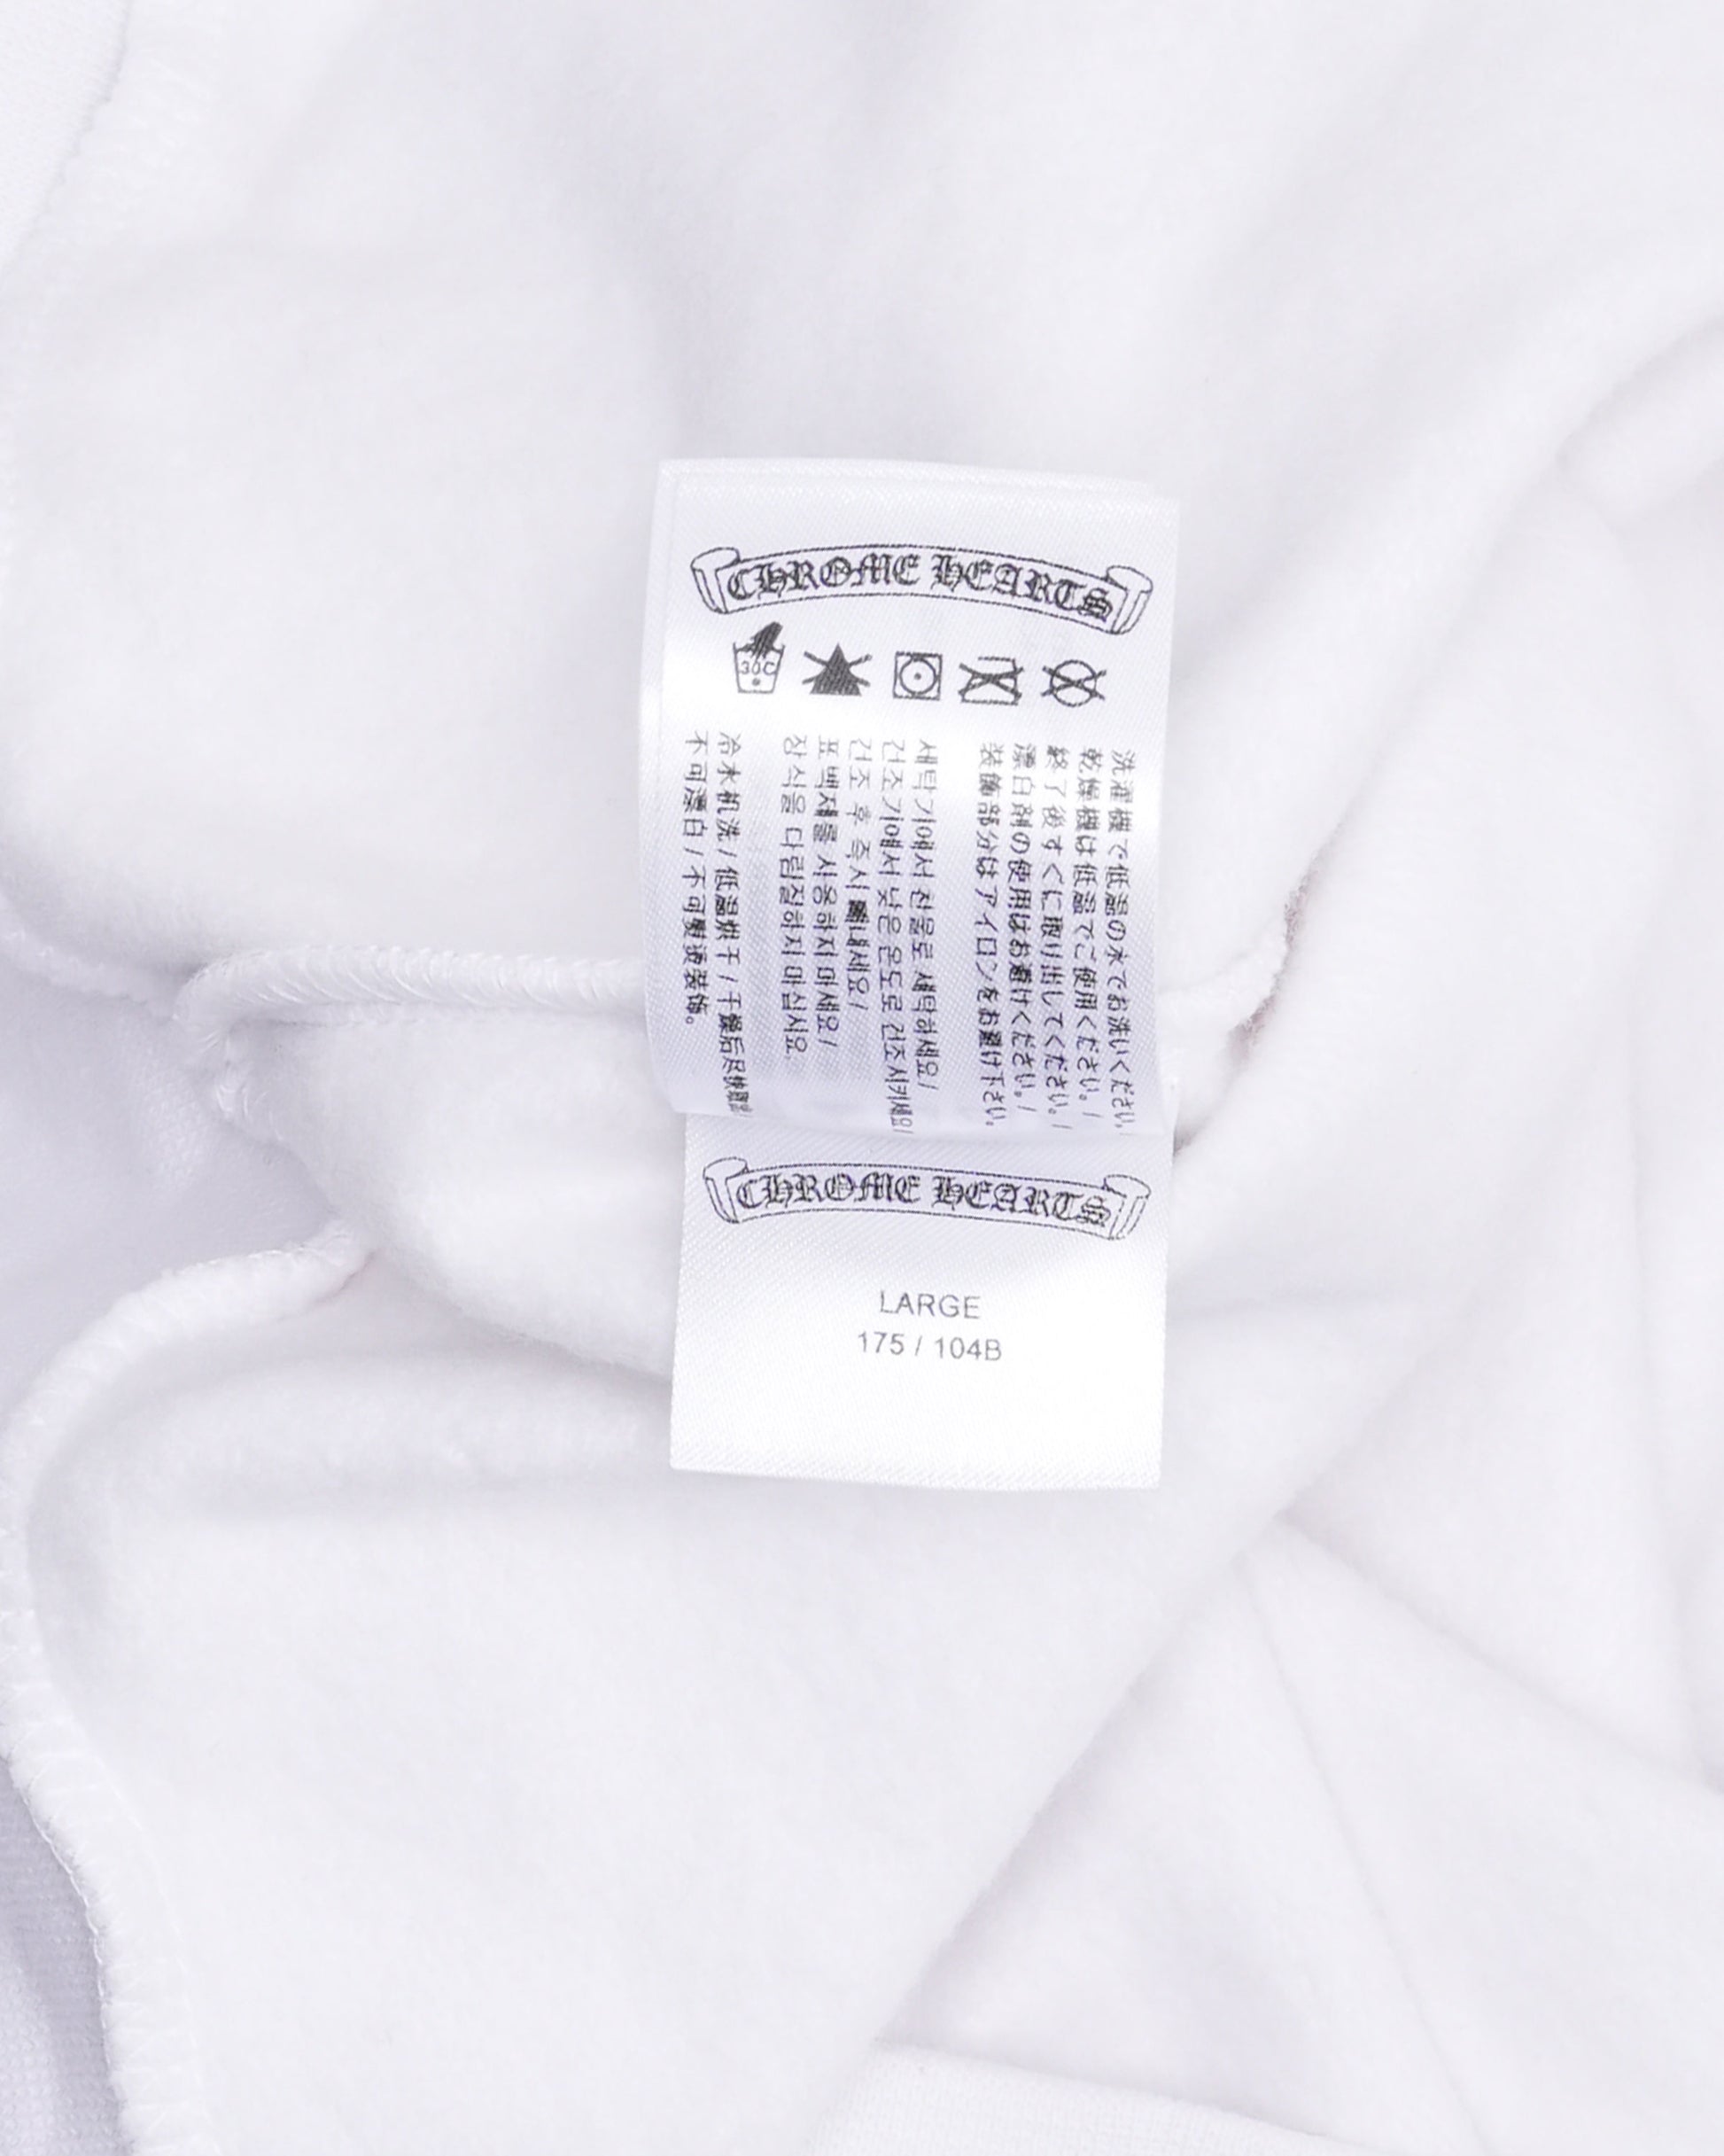 CHROME HEARTS
30C
洗濯機で低温の水でお洗いください。/
乾燥機は低温でご使用ください。/
終了後すぐに取り出してください。/
漂白剤の使用はお避けください。/
装飾部分はアイロンをお避け下さい。
세탁기에서 찬물로 세탁하세요/
건조기에서 낮은 온도로 건조시키세요/
건조 후 즉시 빼내세요/
표백제를 사용하지 마세요/
장식을 다림질하지 마십시요.
冷水机洗/低温烘干/干燥后尽快
不可漂白/不可熨烫装饰。
CHROME HEARTS
LARGE
175 / 104B